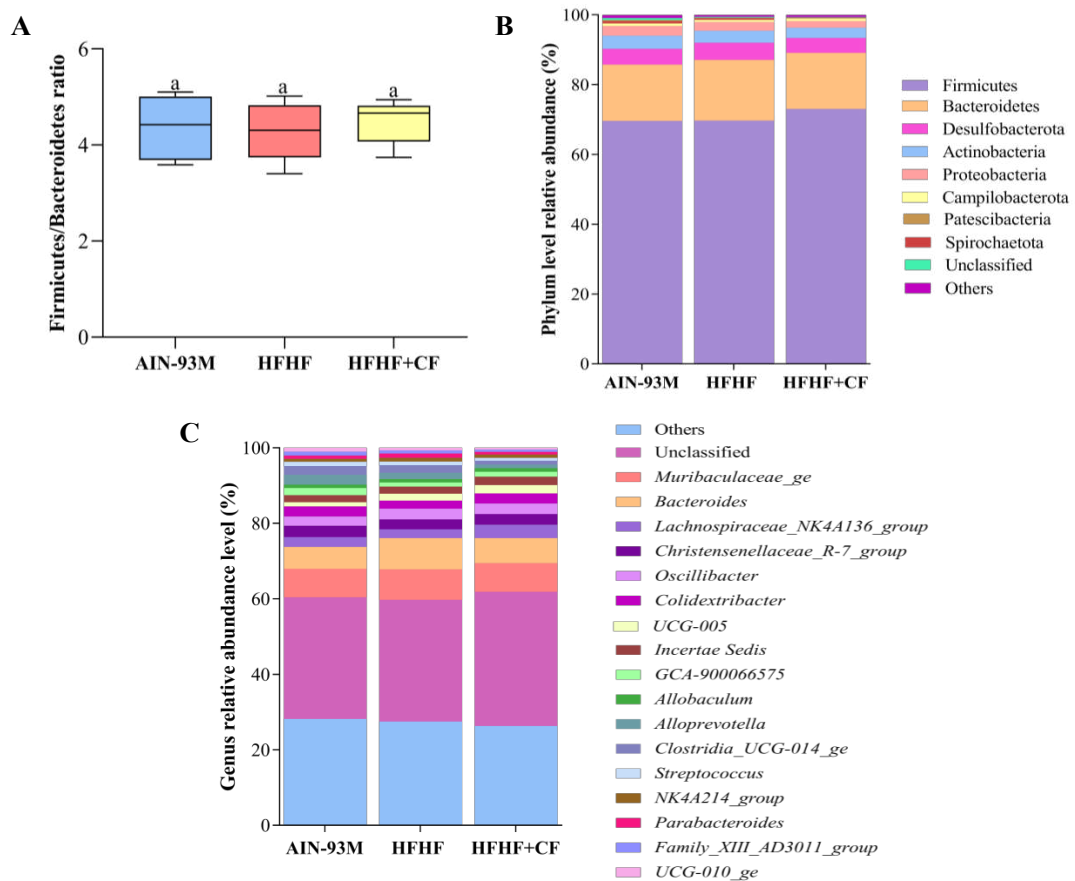 A
Firmicutes/Bacteroidetes ratio
6
4
2
0
a
a
a
AIN-93M
HFHF
HFHF+CF
B
Phylum level relative abundance (%)
100
80
60
40
20
0
AIN-93M
HFHF
HFHF+CF
Firmicutes
Bacteroidetes
Desulfobacterota
Actinobacteria
Proteobacteria
Campilobacterota
Patescibacteria
Spirochaetota
Unclassified
Others
C
Genus relative abundance level (%)
100
80
60
40
20
0
AIN-93M
HFHF
HFHF+CF
Others
Unclassified
Muribaculaceae_ge
Bacteroides
Lachnospiraceae_NK4A136_group
Christensenellaceae_R-7_group
Oscillibacter
Colidextribacter
UCG-005
Incertae Sedis
GCA-900066575
Allobaculum
Alloprevotella
Clostridia_UCG-014_ge
Streptococcus
NK4A214_group
Parabacteroides
Family_XIII_AD3011_group
UCG-010_ge